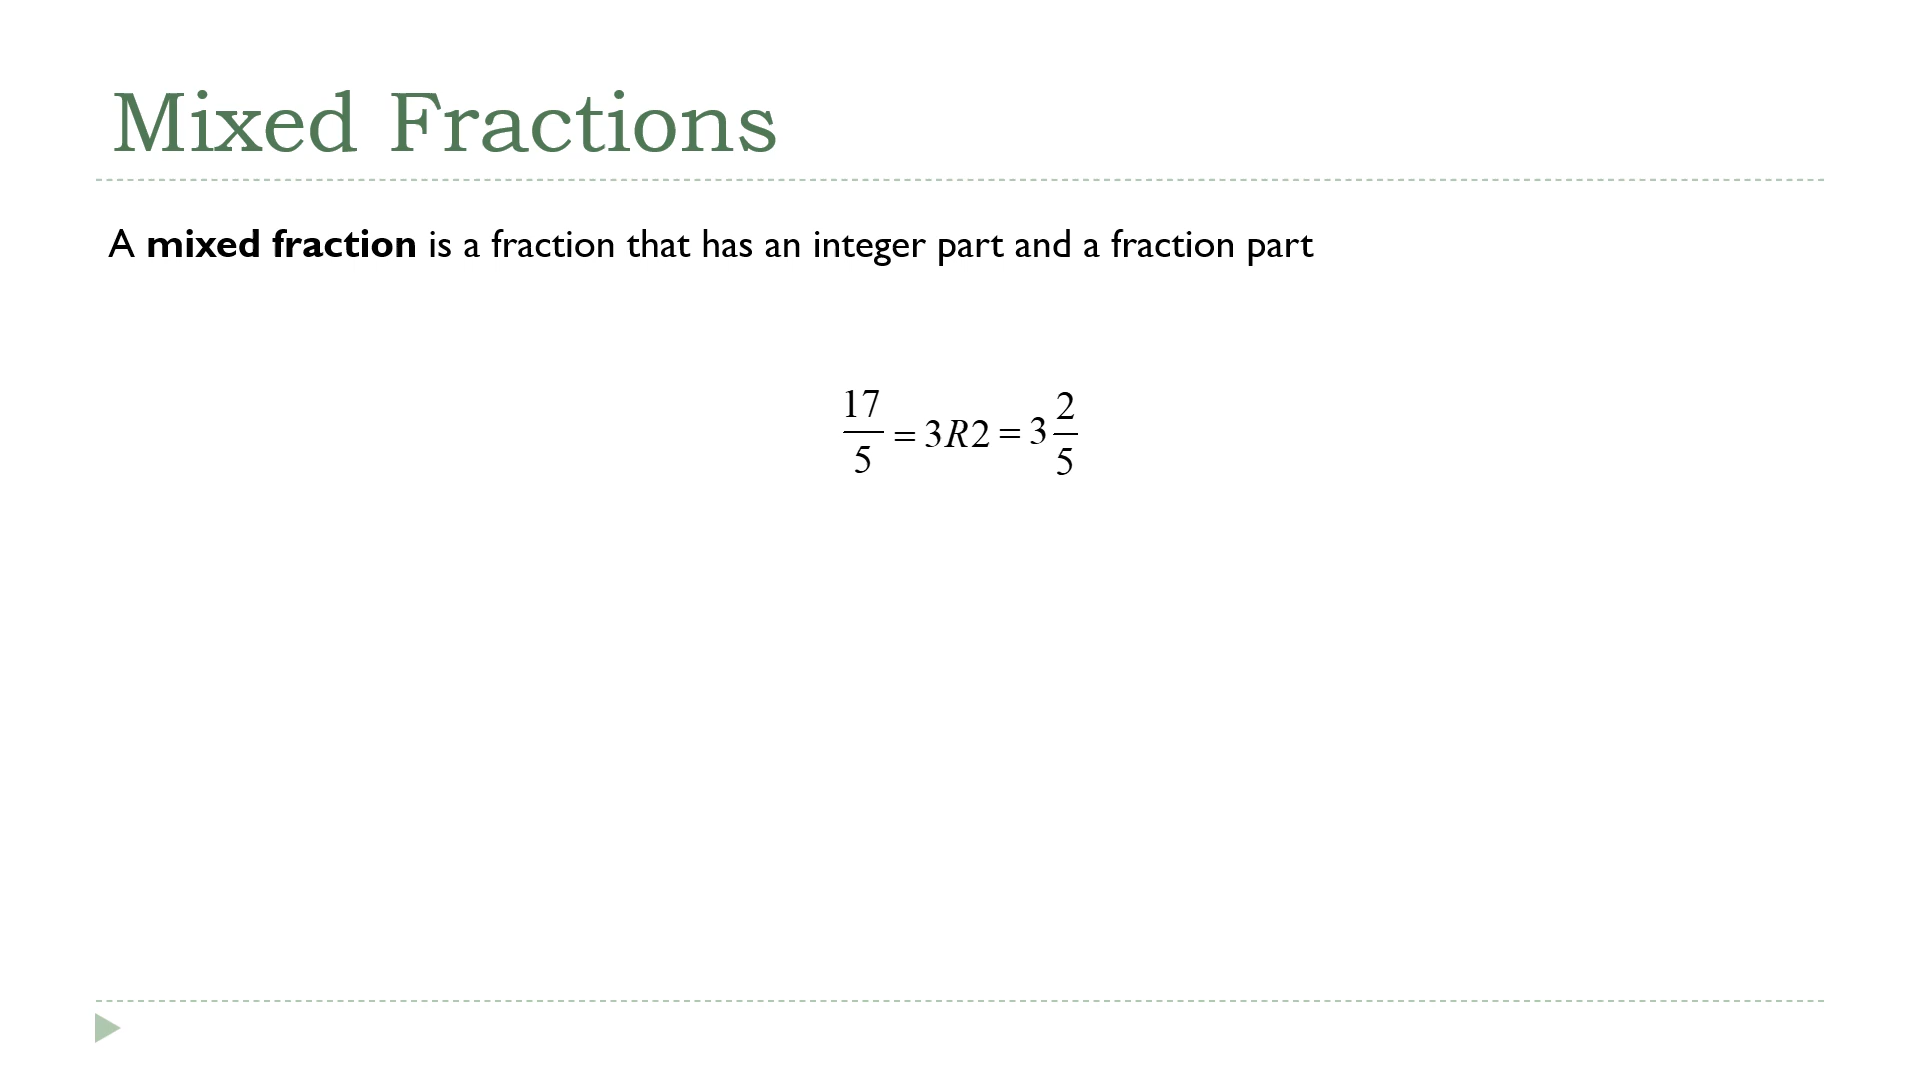 Mixed Fractions
A mixed fraction is a fraction that has an integer part and a fraction part
17/5 = 3R2 = 3 2/5